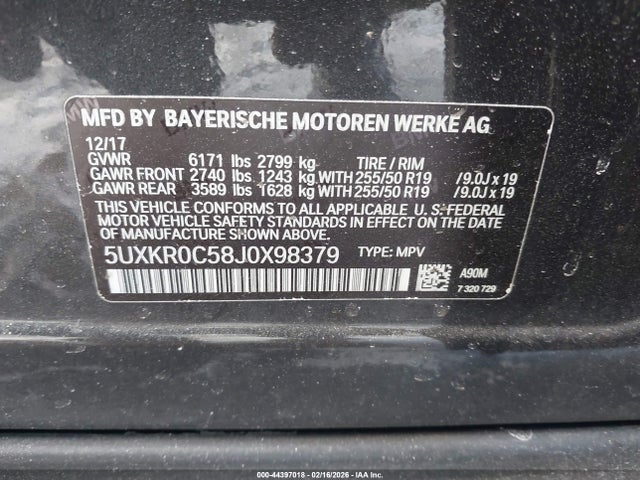 MFD BY BAYERISCHE MOTOREN WERKE AG
12/17
GVWR 6171 lbs 2799 kg TIRE / RIM
GAWR FRONT 2740 lbs 1243 kg WITH 255/50 R19 /9.0J x 19
GAWR REAR 3589 lbs 1628 kg WITH 255/50 R19 /9.0J x 19
THIS VEHICLE CONFORMS TO ALL APPLICABLE U.S. FEDERAL
MOTOR VEHICLE SAFETY STANDARDS IN EFFECT ON THE
DATE OF MANUFACTURE SHOWN ABOVE.
5UXKR0C58J0X98379 TYPE: MPV
A90M
7 320 729
000-44397018 - 02/16/2026 - © IAA Inc.